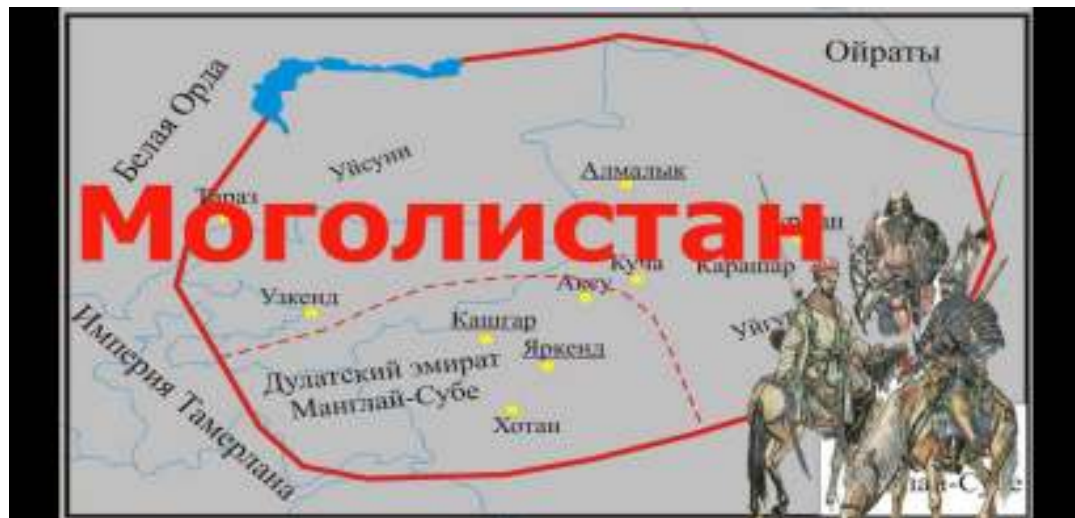 Ойраты
Белая Орда
Уйсуни
Алмалык
Тараз
Моголистан
Куча
Карашар
Аксу
Узкенд
Кашгар
Яркенд
Империя Тамерлана
Дулатский эмират
Манглай-Субе
Хотан